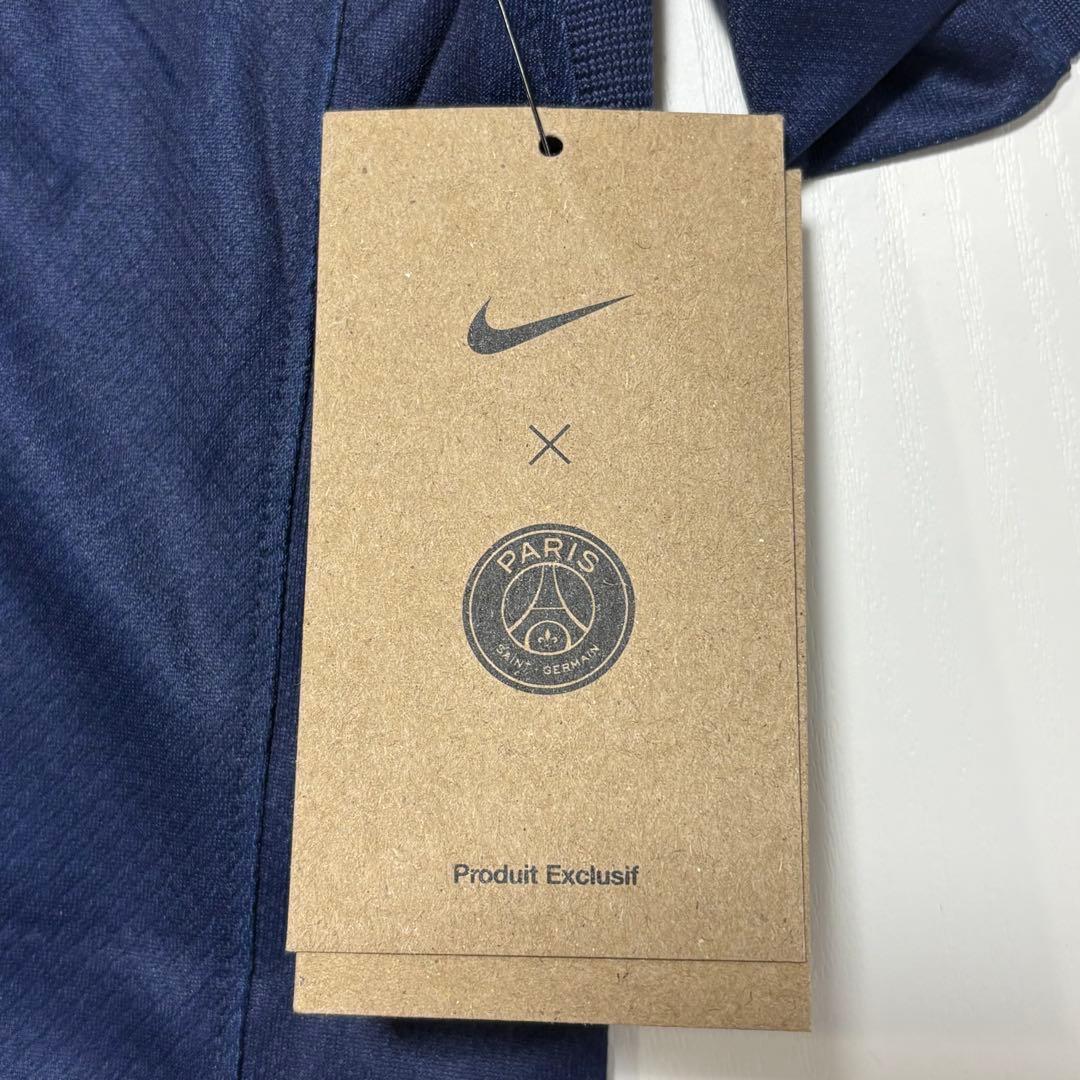 ×
PARIS
SAINT - GERMAIN
Produit Exclusif